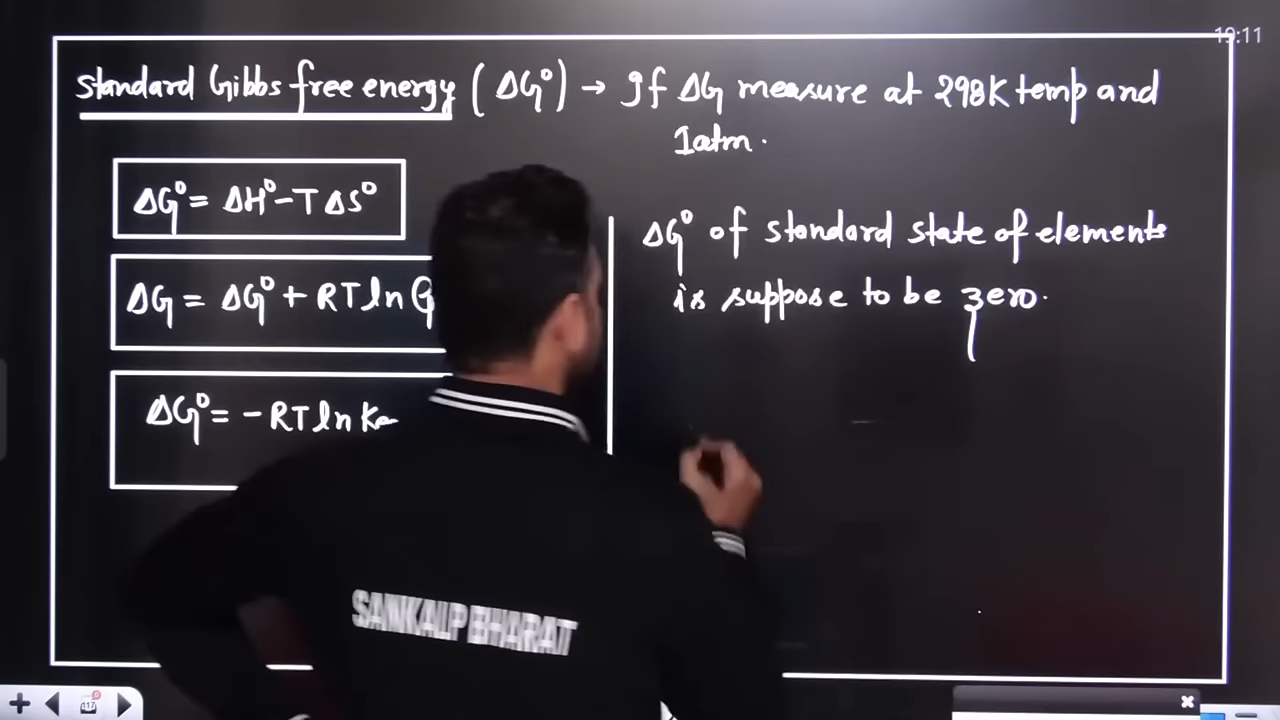 19:11
Standard Gibbs free energy (ΔG°) → If ΔG measure at 298K temp and
1atm.
ΔG° = ΔH° - TΔS°
ΔG = ΔG° + RT ln
ΔG° = - RT ln
ΔG° of standard state of elements
is suppose to be zero.
SANKALP BHARAT